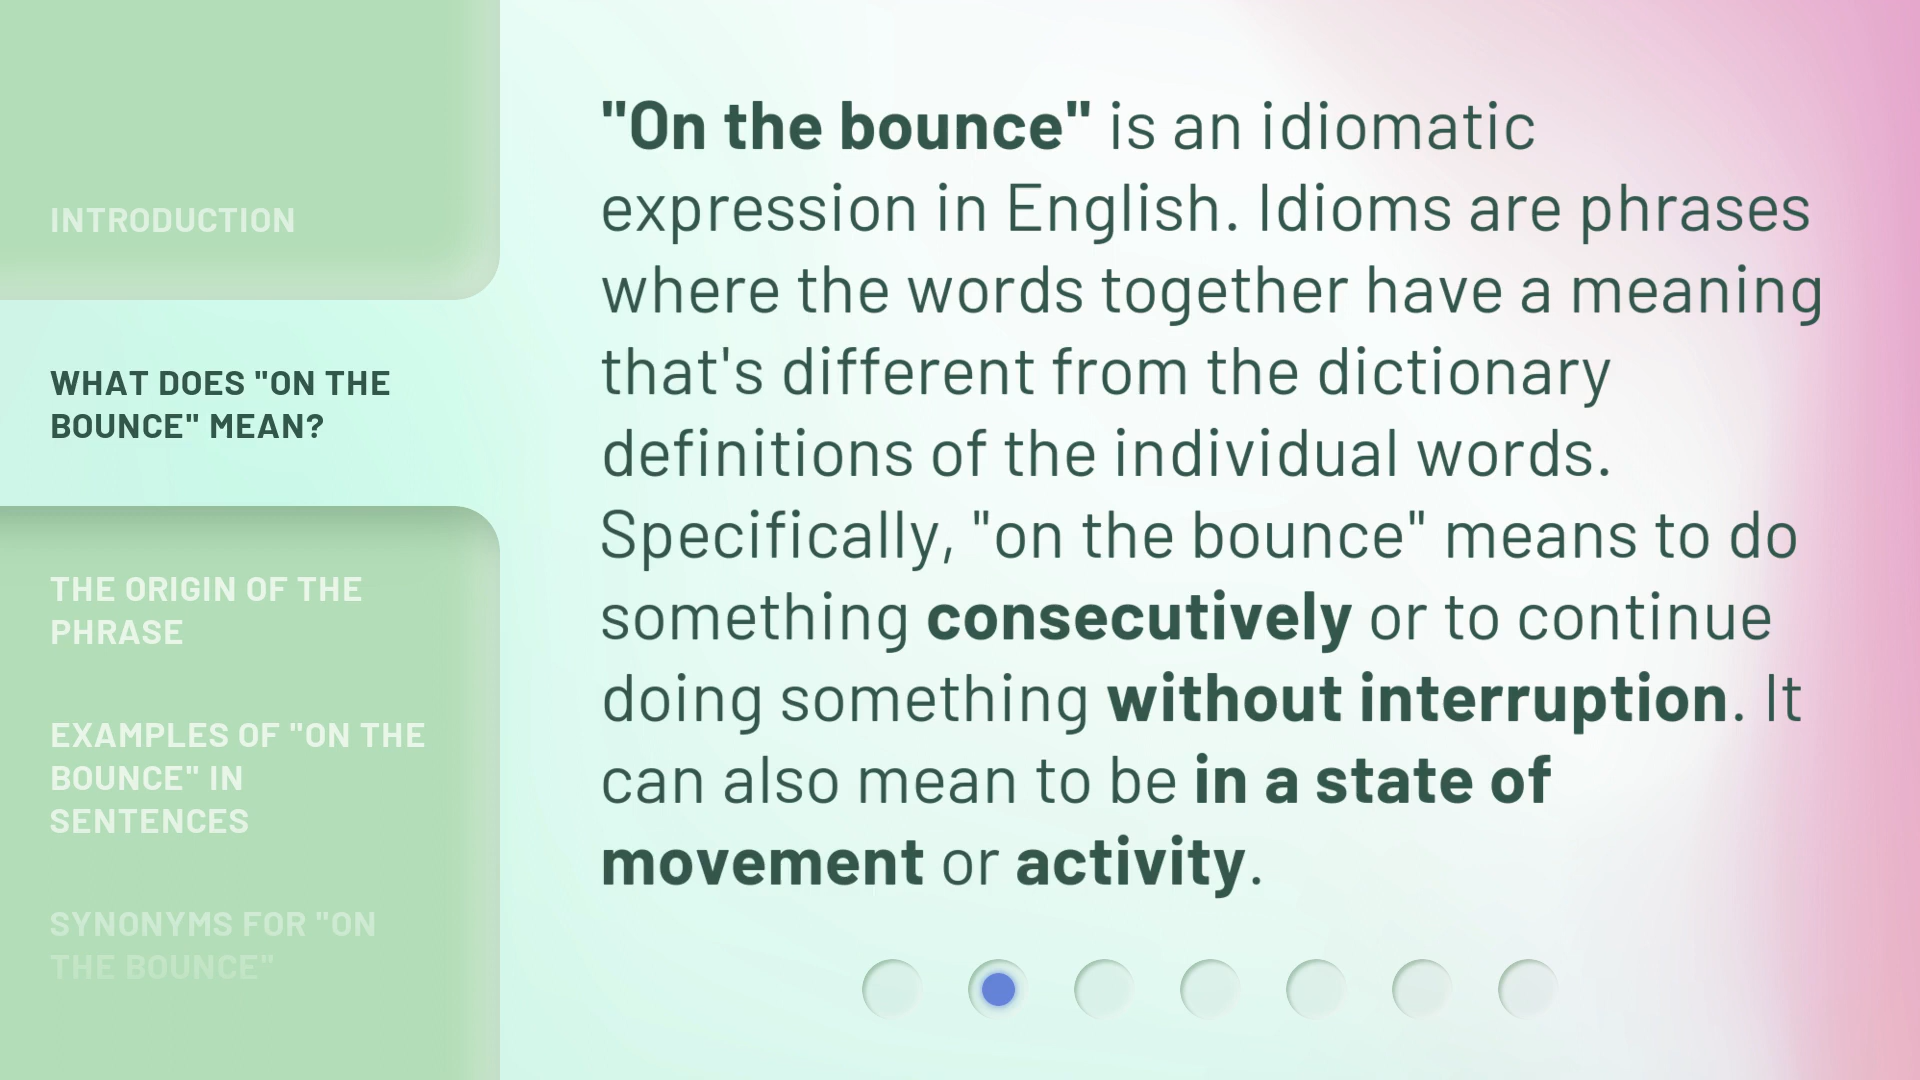 INTRODUCTION
WHAT DOES "ON THE
BOUNCE" MEAN?
THE ORIGIN OF THE
PHRASE
EXAMPLES OF "ON THE
BOUNCE" IN
SENTENCES
SYNONYMS FOR "ON
THE BOUNCE"
"On the bounce" is an idiomatic
expression in English. Idioms are phrases
where the words together have a meaning
that's different from the dictionary
definitions of the individual words.
Specifically, "on the bounce" means to do
something consecutively or to continue
doing something without interruption. It
can also mean to be in a state of
movement or activity.